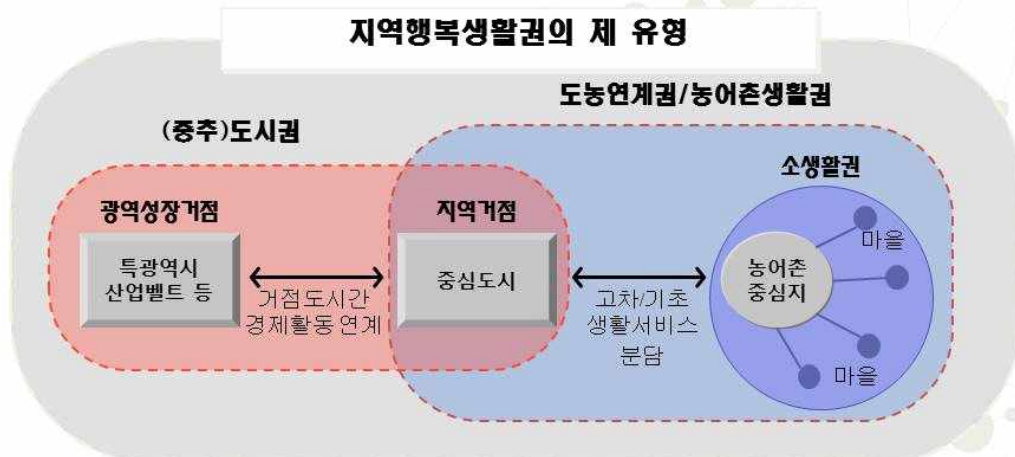 지역행복생활권의 제 유형
도농연계권/농어촌생활권
(중추)도시권
소생활권
광역성장거점
지역거점
특광역시
산업벨트 등
거점도시간
경제활동 연계
중심도시
고차/기초
생활서비스
분담
농어촌
중심지
마을
마을